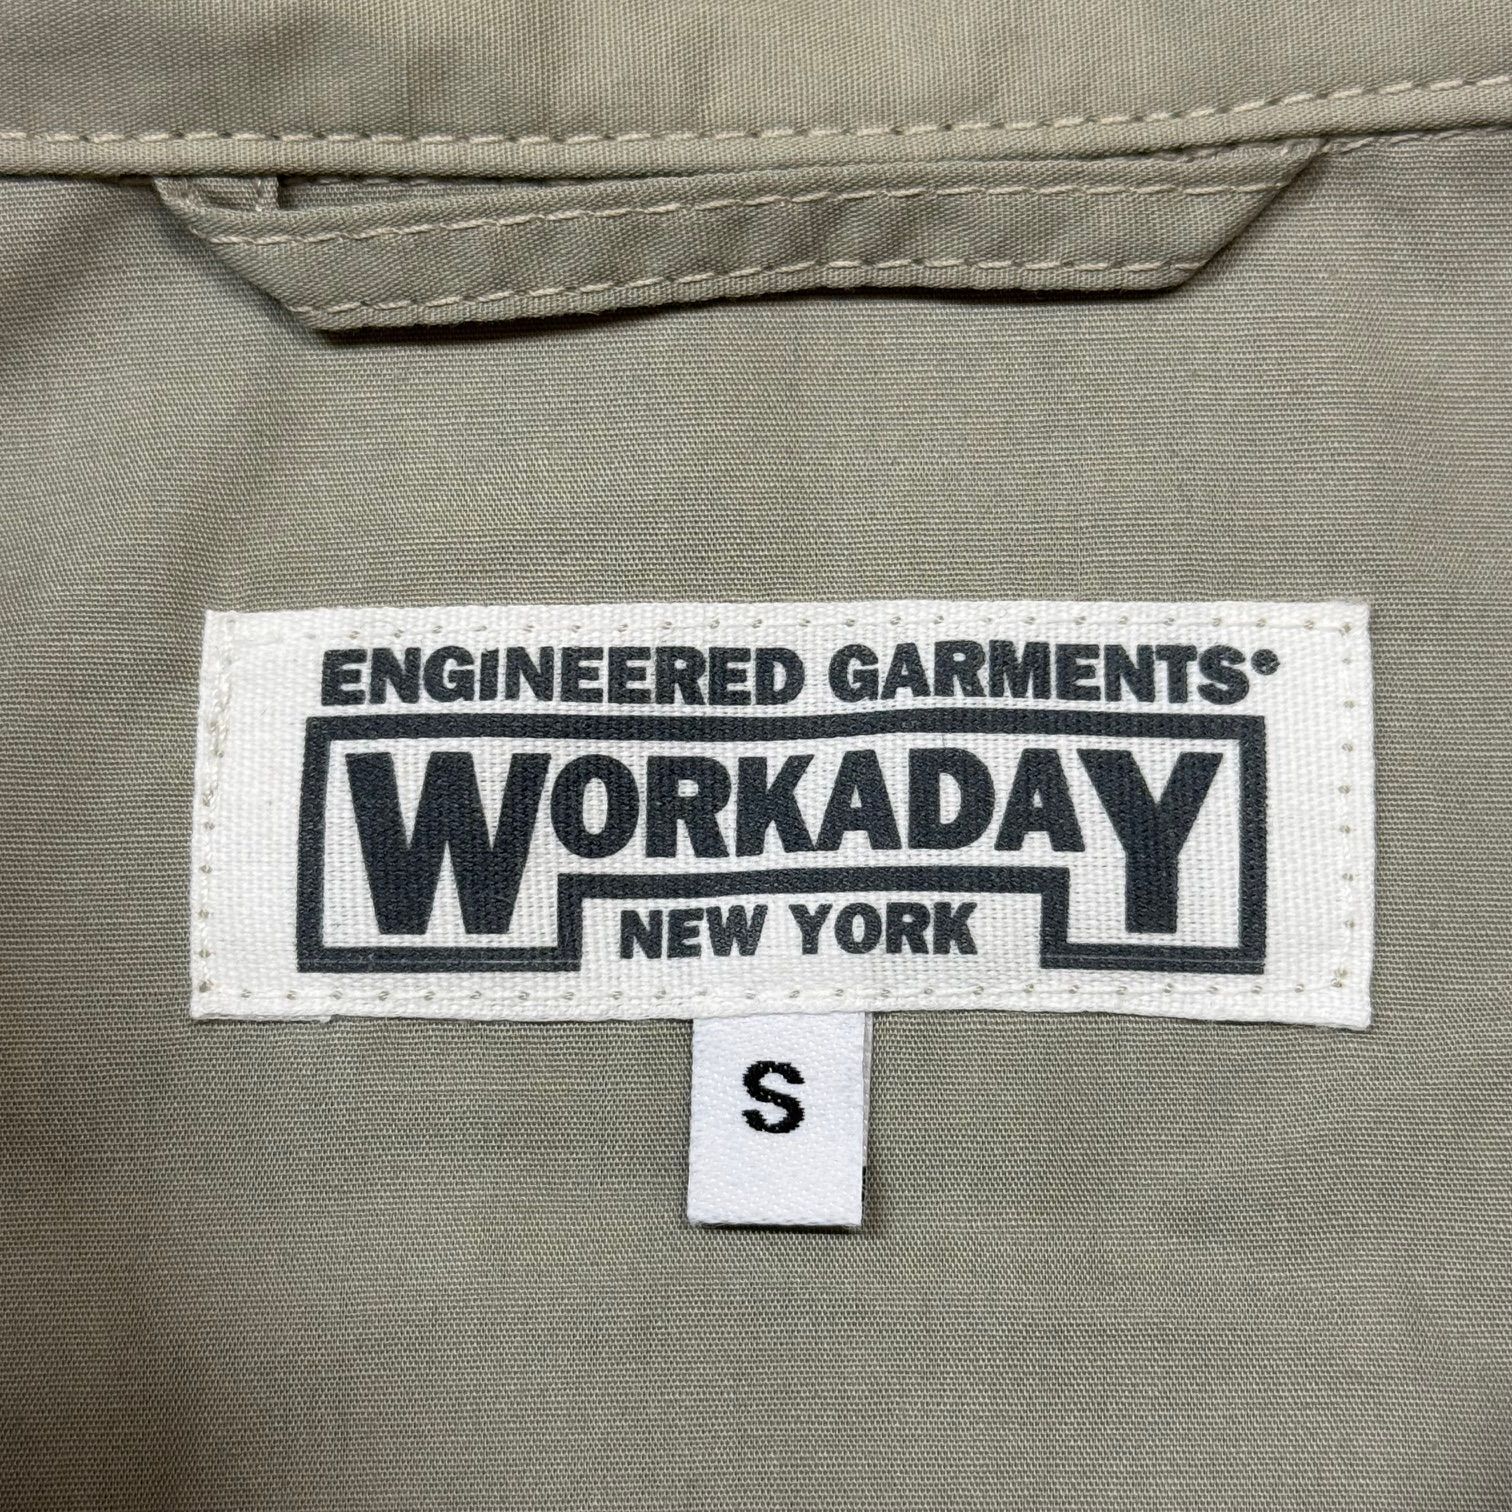 ENGINEERED GARMENTS®
WORKADAY
NEW YORK
S